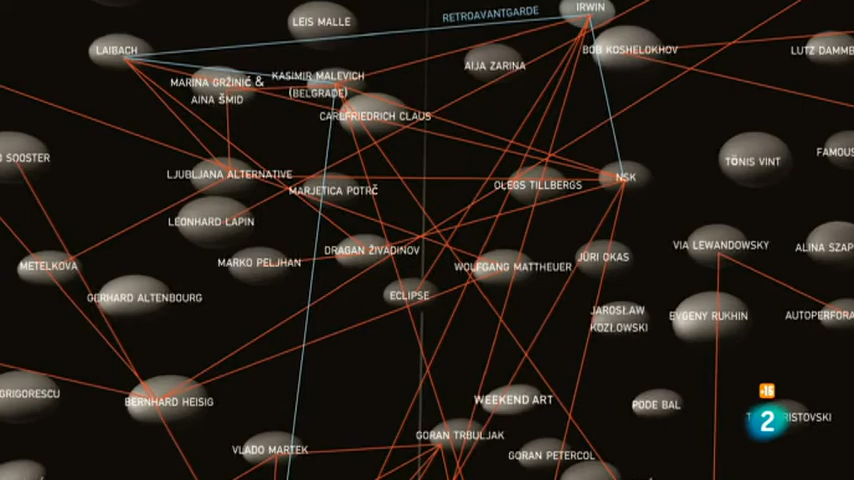 IRWIN
RETROAVANTGARDE
LEIS MALLE
LAIBACH
BOB KOSHELOKHOV
LUTZ DAMMB
AIJA ZARINA
MARINA GRŽINIĆ &
AINA ŠMID
KASIMIR MALEVICH
(BELGRADE)
CARLFRIEDRICH CLAUS
SOOSTER
TÖNIS VINT
FAMOUS
LJUBLJANA ALTERNATIVE
MARJETICA POTRČ
OLEGS TILLBERGS
NSK
LEONHARD LAPIN
DRAGAN ŽIVADINOV
VIA LEWANDOWSKY
ALINA SZAP
METELKOVA
MARKO PELJHAN
WOLFGANG MATTHEUER
JÜRI OKAS
GERHARD ALTENBOURG
ECLIPSE
JAROSŁAW
KOZŁOWSKI
EVGENY RUKHIN
AUTOPERFORA
GRIGORESCU
BERNHARD HEISIG
WEEKEND ART
PODE BAL
+16
2
RISTOVSKI
VLADO MARTEK
GORAN TRBULJAK
GORAN PETERCOL